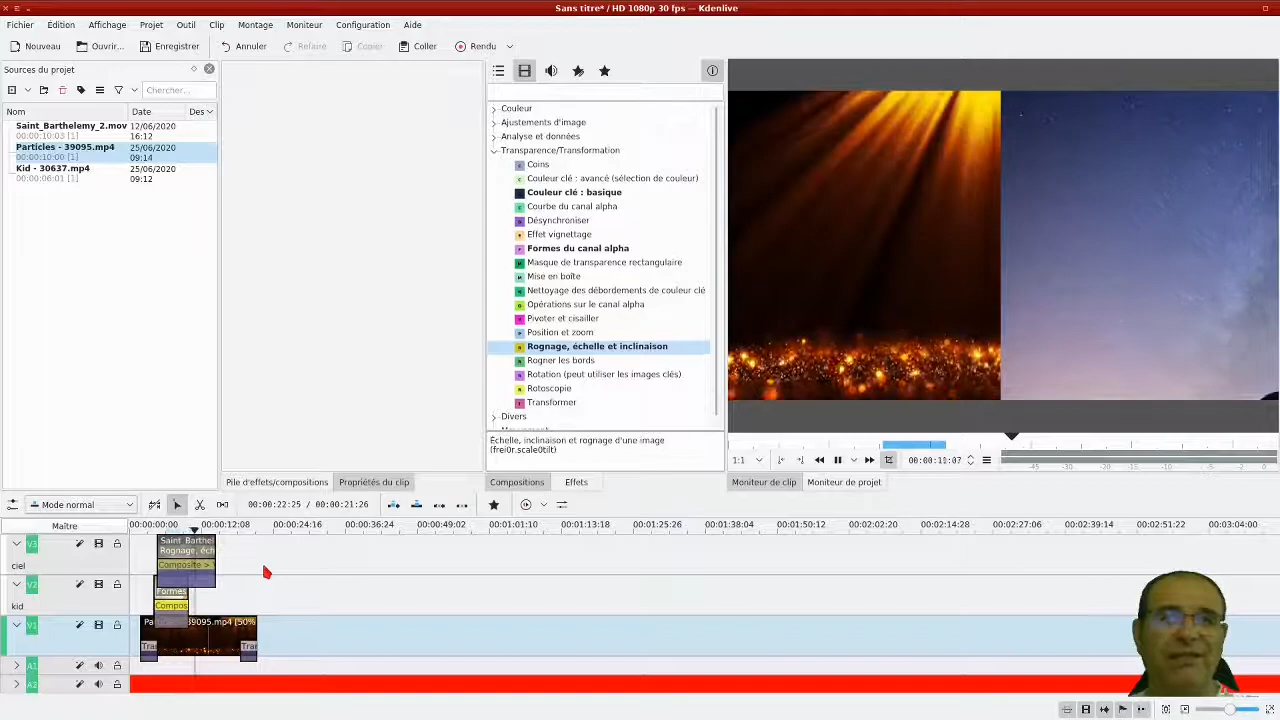 Sans titre* / HD 1080p 30 fps — Kdenlive
Fichier Édition Affichage Projet Outil Clip Montage Moniteur Configuration Aide
Nouveau Ouvrir... Enregistrer Annuler Refaire Copier Coller Rendu
Sources du projet
Chercher...
Nom Date Des
Saint_Barthelemy_2.mov 12/06/2020
00:00:10:03 [1] 16:12
Particles - 39095.mp4 25/06/2020
00:00:10:00 [1] 09:14
Kid - 30637.mp4 25/06/2020
00:00:06:01 [1] 09:12
Couleur
Ajustements d'image
Analyse et données
Transparence/Transformation
Coins
Couleur clé : avancé (sélection de couleur)
Couleur clé : basique
Courbe du canal alpha
Désynchroniser
Effet vignettage
Formes du canal alpha
Masque de transparence rectangulaire
Mise en boîte
Nettoyage des débordements de couleur clé
Opérations sur le canal alpha
Pivoter et cisailler
Position et zoom
Rognage, échelle et inclinaison
Rogner les bords
Rotation (peut utiliser les images clés)
Rotoscopie
Transformer
Divers
Échelle, inclinaison et rognage d'une image
(frei0r.scale0tilt)
1:1 00:00:11:07
-45 -30 -20 -15 -10 -5 -2 0
Pile d'effets/compositions Propriétés du clip Compositions Effets Moniteur de clip Moniteur de projet
Mode normal 00:00:22:25 / 00:00:21:26
Maître 00:00:00:00 00:00:12:08 00:00:24:16 00:00:36:24 00:00:49:02 00:01:01:10 00:01:13:18 00:01:25:26 00:01:38:04 00:01:50:12 00:02:02:20 00:02:14:28 00:02:27:06 00:02:39:14 00:02:51:22 00:03:04:00
V3 Saint_Barthel
Rognage, éch
ciel Composite >
V2 Formes
kid Compos
V1 39095.mp4 [50%
Tra Tra
A1
A2